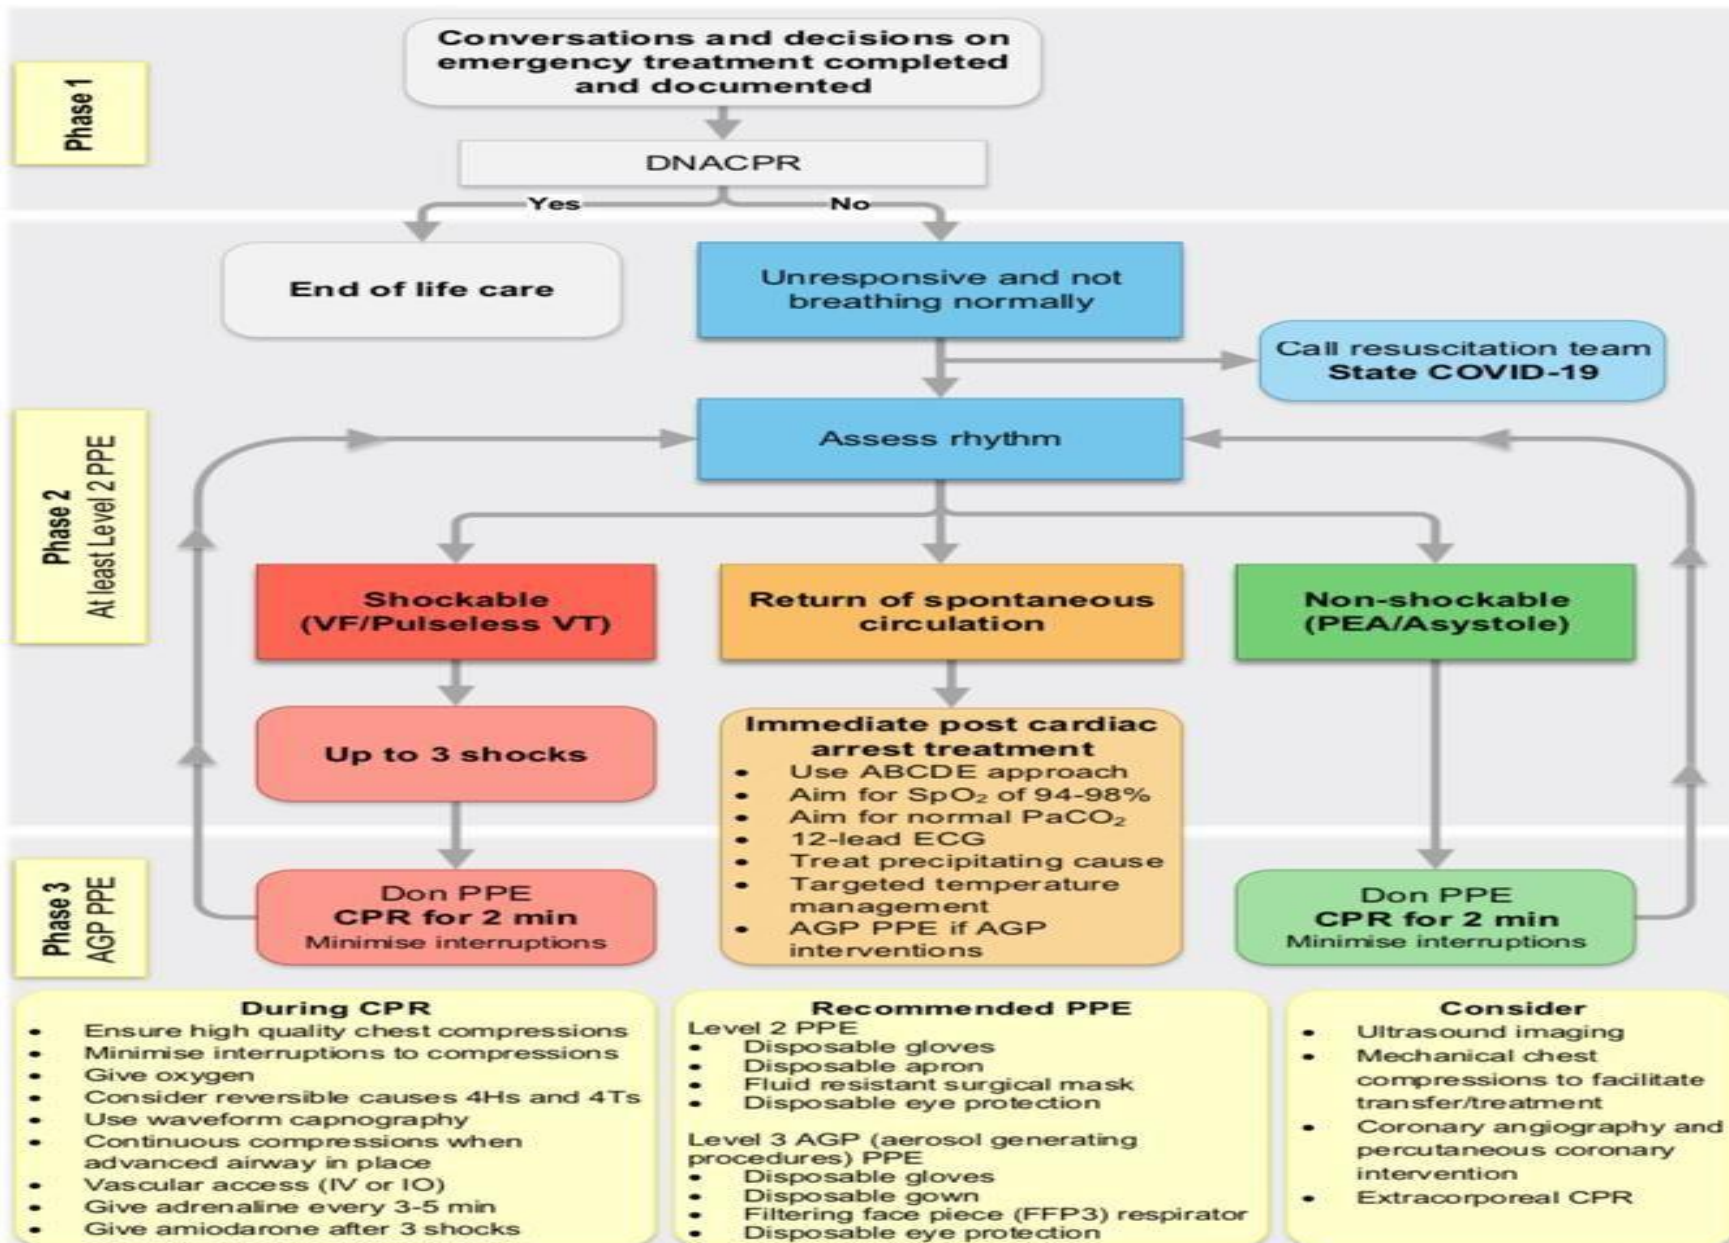 Phase 1
Conversations and decisions on
emergency treatment completed
and documented
DNACPR
Yes
No
Phase 2
At least Level 2 PPE
End of life care
Unresponsive and not
breathing normally
Call resuscitation team
State COVID-19
Assess rhythm
Shockable
(VF/Pulseless VT)
Return of spontaneous
circulation
Non-shockable
(PEA/Asystole)
Up to 3 shocks
Immediate post cardiac
arrest treatment
• Use ABCDE approach
• Aim for SpO₂ of 94-98%
• Aim for normal PaCO₂
• 12-lead ECG
• Treat precipitating cause
• Targeted temperature
management
• AGP PPE if AGP
interventions
Phase 3
AGP PPE
Don PPE
CPR for 2 min
Minimise interruptions
Don PPE
CPR for 2 min
Minimise interruptions
During CPR
• Ensure high quality chest compressions
• Minimise interruptions to compressions
• Give oxygen
• Consider reversible causes 4Hs and 4Ts
• Use waveform capnography
• Continuous compressions when
advanced airway in place
• Vascular access (IV or IO)
• Give adrenaline every 3-5 min
• Give amiodarone after 3 shocks
Recommended PPE
Level 2 PPE
• Disposable gloves
• Disposable apron
• Fluid resistant surgical mask
• Disposable eye protection
Level 3 AGP (aerosol generating
procedures) PPE
• Disposable gloves
• Disposable gown
• Filtering face piece (FFP3) respirator
• Disposable eye protection
Consider
• Ultrasound imaging
• Mechanical chest
compressions to facilitate
transfer/treatment
• Coronary angiography and
percutaneous coronary
intervention
• Extracorporeal CPR